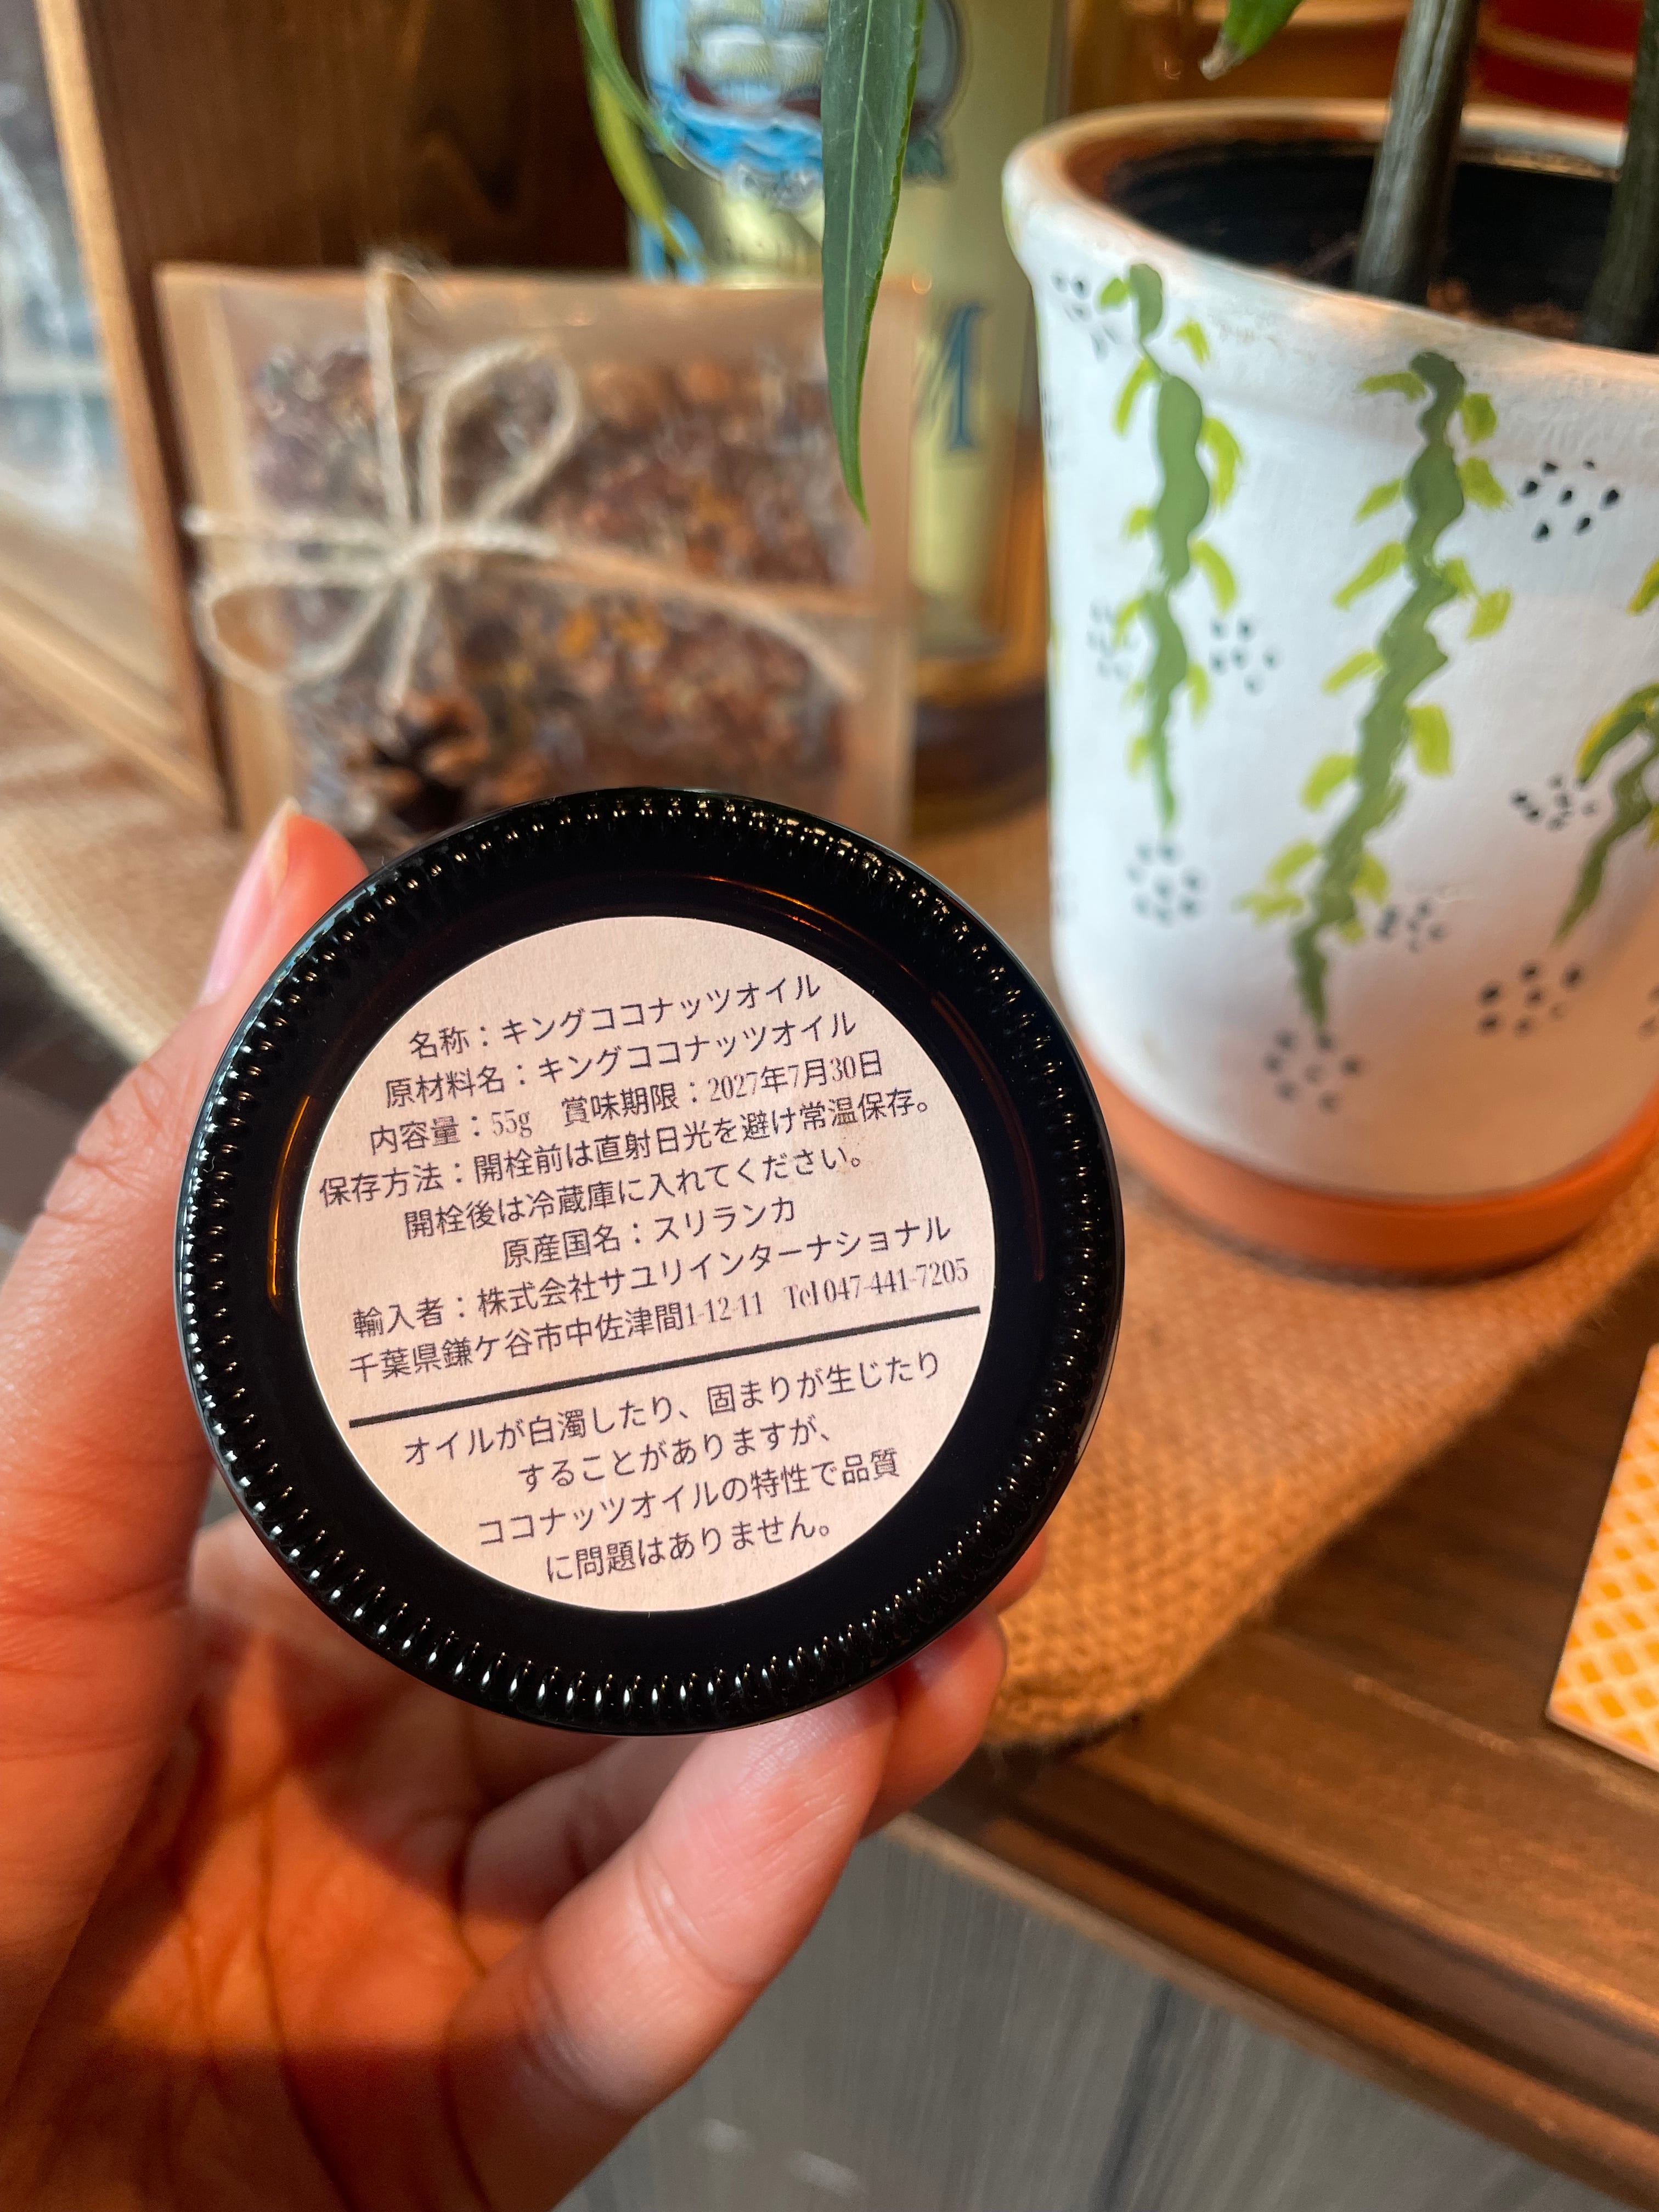 M
名称：キングココナッツオイル
原材料名：キングココナッツオイル
内容量：55g　賞味期限：2027年7月30日
保存方法：開栓前は直射日光を避け常温保存。
開栓後は冷蔵庫に入れてください。
原産国名：スリランカ
輸入者：株式会社サユリインターナショナル
千葉県鎌ケ谷市中佐津間1-12-11 Tel 047-441-7205
オイルが白濁したり、固まりが生じたり
することがありますが、
ココナッツオイルの特性で品質
に問題はありません。